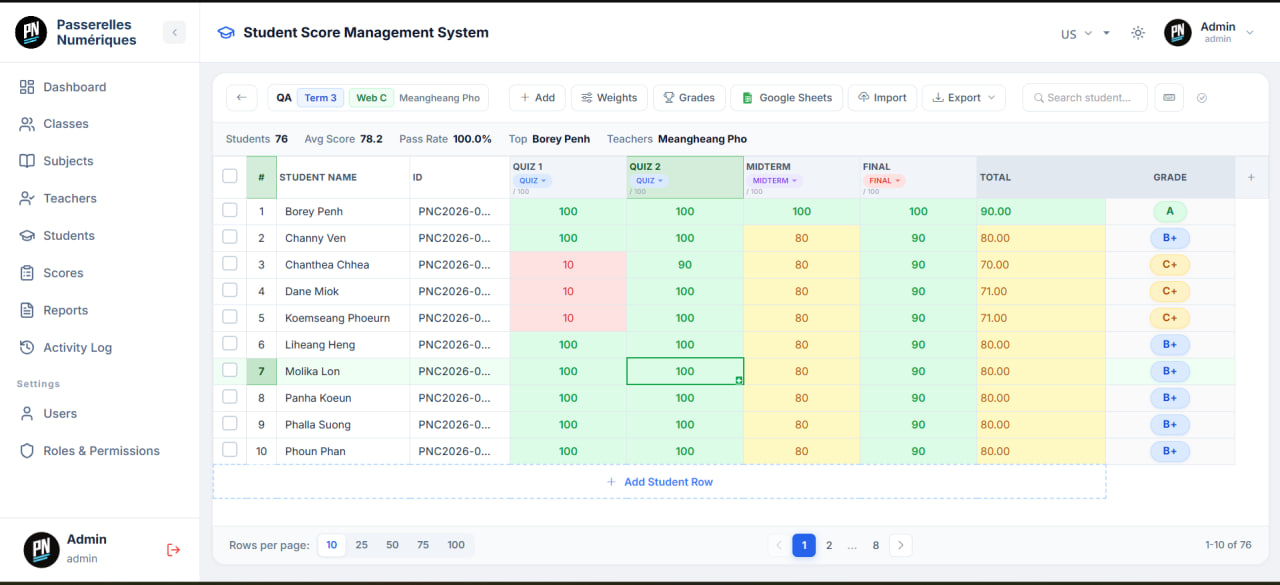 PN
Passerelles
Numériques
Student Score Management System
US
PN
Admin
admin
Dashboard
Classes
Subjects
Teachers
Students
Scores
Reports
Activity Log
Settings
Users
Roles & Permissions
PN
Admin
admin
QA Term 3 Web C Meangheang Pho + Add Weights Grades Google Sheets Import Export Search student...
Students 76 Avg Score 78.2 Pass Rate 100.0% Top Borey Penh Teachers Meangheang Pho
# STUDENT NAME ID QUIZ 1 QUIZ 2 MIDTERM FINAL TOTAL GRADE +
QUIZ QUIZ MIDTERM FINAL
/ 100 / 100 / 100 / 100
1 Borey Penh PNC2026-0... 100 100 100 100 90.00 A
2 Channy Ven PNC2026-0... 100 100 80 90 80.00 B+
3 Chanthea Chhea PNC2026-0... 10 90 80 90 70.00 C+
4 Dane Miok PNC2026-0... 10 100 80 90 71.00 C+
5 Koemseang Phoeurn PNC2026-0... 10 100 80 90 71.00 C+
6 Liheang Heng PNC2026-0... 100 100 80 90 80.00 B+
7 Molika Lon PNC2026-0... 100 100 80 90 80.00 B+
8 Panha Koeun PNC2026-0... 100 100 80 90 80.00 B+
9 Phalla Suong PNC2026-0... 100 100 80 90 80.00 B+
10 Phoun Phan PNC2026-0... 100 100 80 90 80.00 B+
+ Add Student Row
Rows per page: 10 25 50 75 100 < 1 2 ... 8 > 1-10 of 76